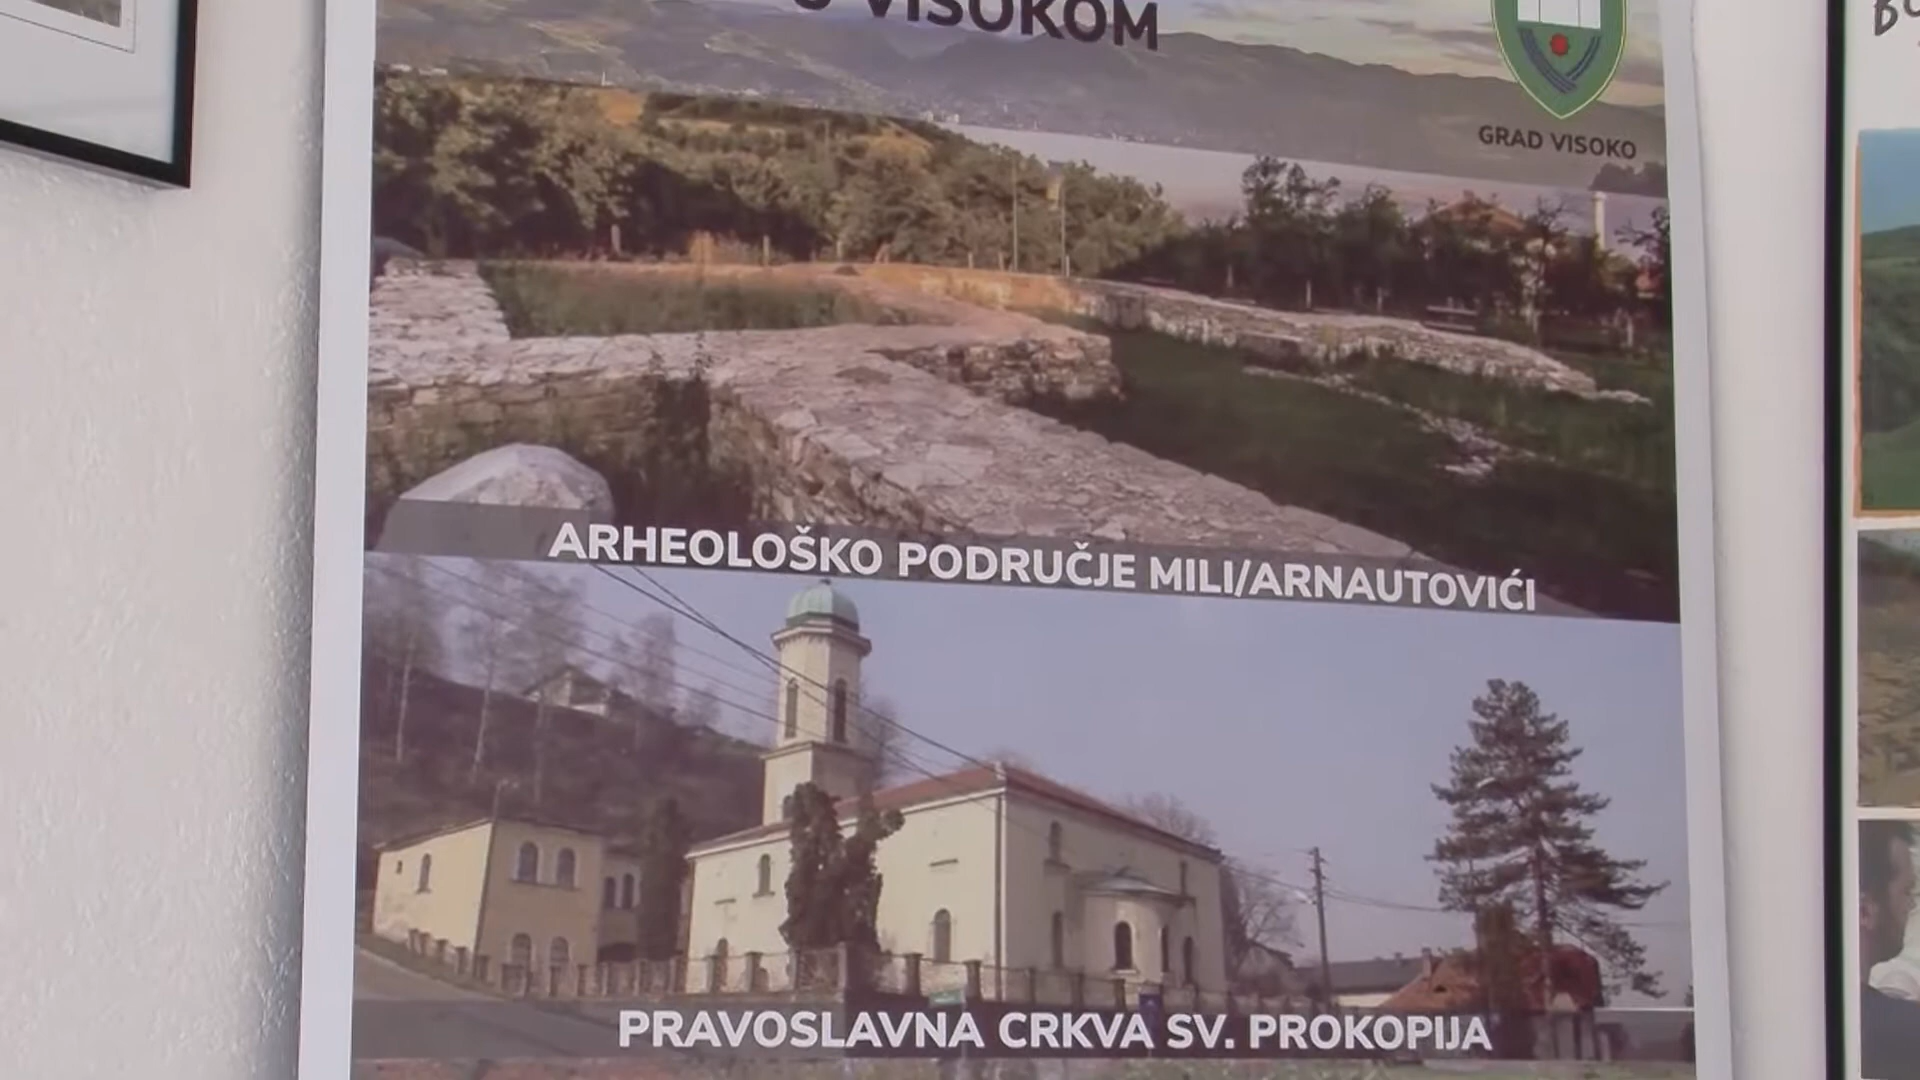 U VISOKOM
GRAD VISOKO
ARHEOLOŠKO PODRUČJE MILI/ARNAUTOVIĆI
PRAVOSLAVNA CRKVA SV. PROKOPIJA